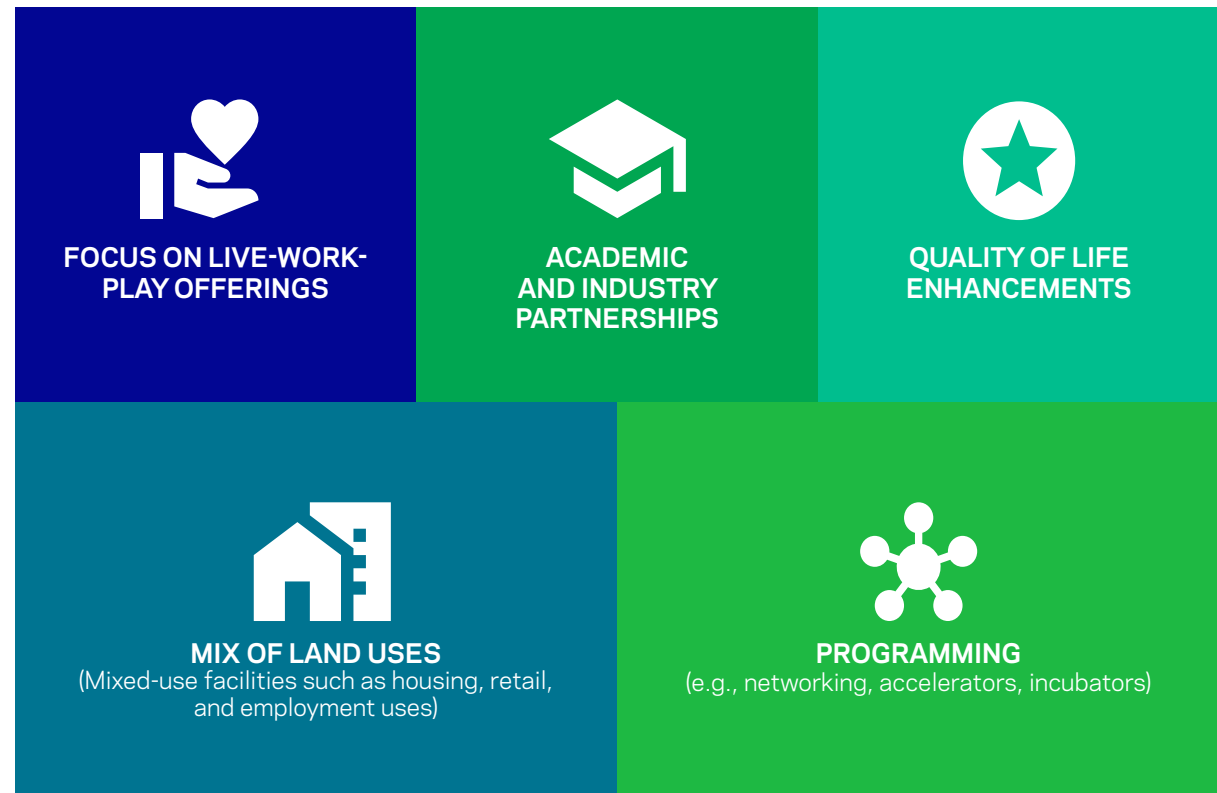 FOCUS ON LIVE-WORK-
PLAY OFFERINGS
ACADEMIC
AND INDUSTRY
PARTNERSHIPS
QUALITY OF LIFE
ENHANCEMENTS
MIX OF LAND USES
(Mixed-use facilities such as housing, retail,
and employment uses)
PROGRAMMING
(e.g., networking, accelerators, incubators)